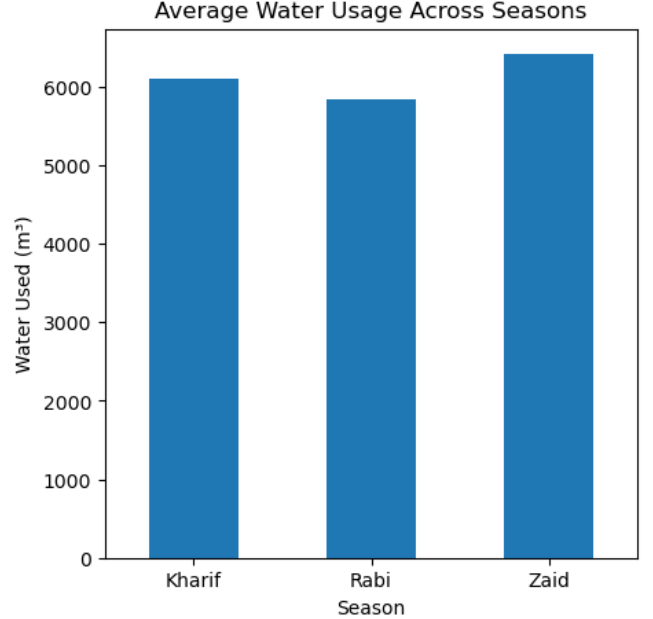 Average Water Usage Across Seasons
6000
5000
4000
3000
2000
1000
0
Water Used (m³)
Kharif Rabi Zaid
Season